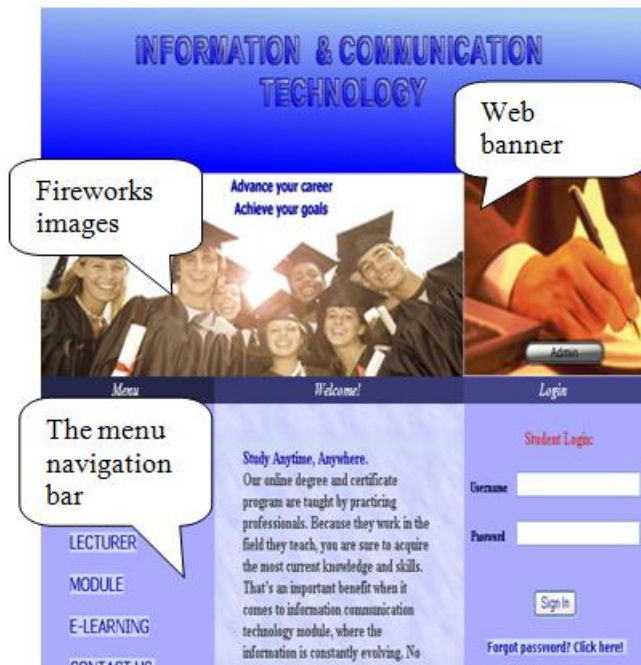 INFORMATION & COMMUNICATION
TECHNOLOGY
Web
banner
Fireworks
images
Advance your career
Achieve your goals
Admin
Menu
Welcome!
Login
The menu
navigation
bar
LECTURER
MODULE
E-LEARNING
CONTACT US
Study Anytime, Anywhere.
Our online degree and certificate
program are taught by practicing
professionals. Because they work in the
field they teach, you are sure to acquire
the most current knowledge and skills.
That's an important benefit when it
comes to information communication
technology module, where the
information is constantly evolving. No
Student Login:
Username
Password
Sign In
Forgot password? Click here!